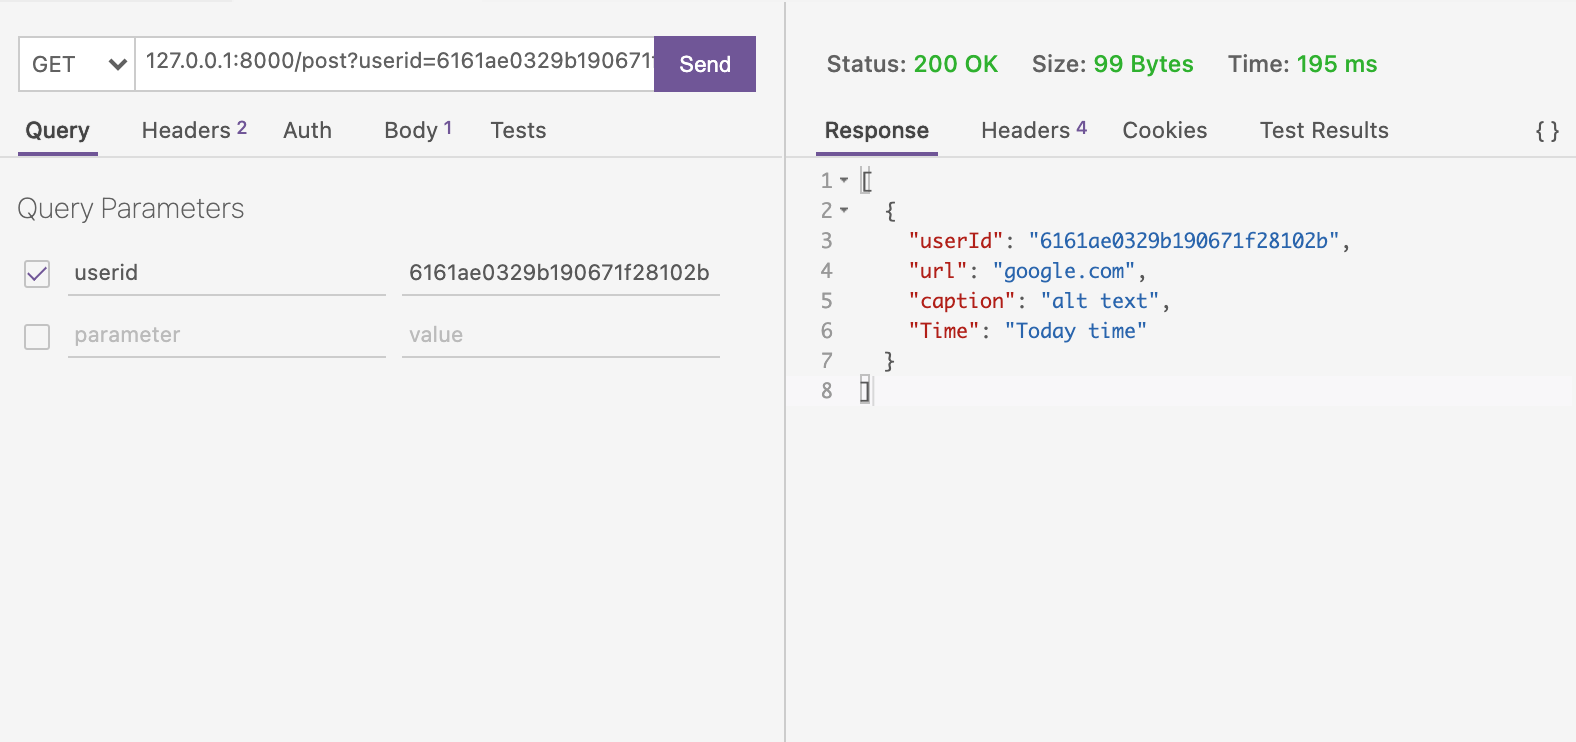 GET 127.0.0.1:8000/post?userid=6161ae0329b190671 Send
Query Headers 2 Auth Body 1 Tests
Query Parameters
userid 6161ae0329b190671f28102b
parameter value
Status: 200 OK Size: 99 Bytes Time: 195 ms
Response Headers 4 Cookies Test Results { }
1 [
2 {
3 "userId": "6161ae0329b190671f28102b",
4 "url": "google.com",
5 "caption": "alt text",
6 "Time": "Today time"
7 }
8 ]